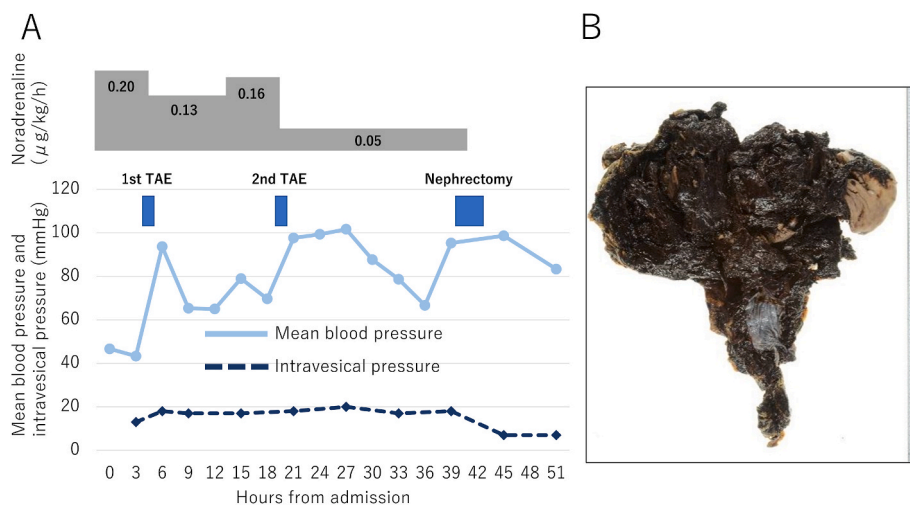 A
B
Noradrenaline
(μg/kg/h)
0.20
0.13
0.16
0.05
1st TAE
2nd TAE
Nephrectomy
Mean blood pressure and
intravesical pressure (mmHg)
120
100
80
60
40
20
0
Mean blood pressure
Intravesical pressure
0 3 6 9 12 15 18 21 24 27 30 33 36 39 42 45 48 51
Hours from admission